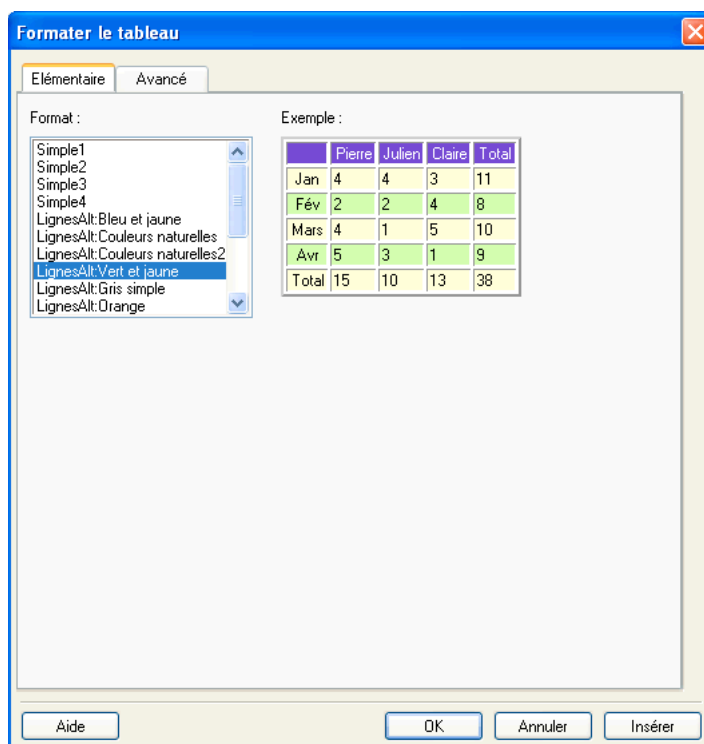 Formater le tableau
Elémentaire Avancé
Format :
Exemple :
Simple1
Simple2
Simple3
Simple4
LignesAlt:Bleu et jaune
LignesAlt:Couleurs naturelles
LignesAlt:Couleurs naturelles2
LignesAlt:Vert et jaune
LignesAlt:Gris simple
LignesAlt:Orange
Pierre Julien Claire Total
Jan 4 4 3 11
Fév 2 2 4 8
Mars 4 1 5 10
Avr 5 3 1 9
Total 15 10 13 38
Aide OK Annuler Insérer